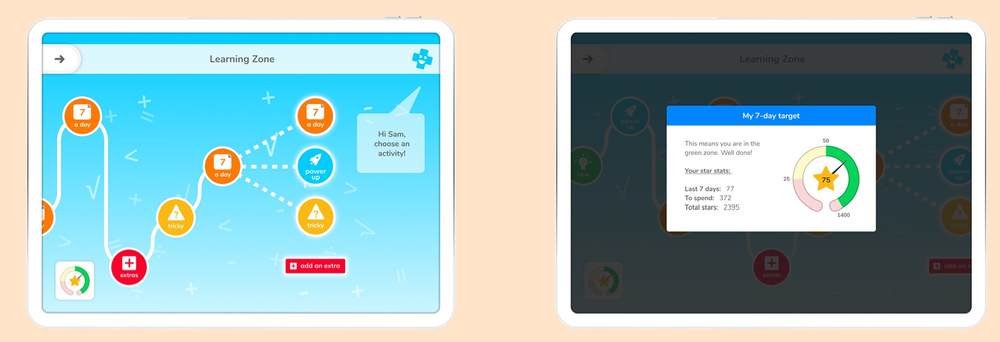 Learning Zone
7
a day
7
a day
Hi Sam,
choose an
activity!
7
a day
power
up
?
tricky
?
tricky
extras
add an extra
Learning Zone
7
a day
power
up
My 7-day target
new
This means you are in the
green zone. Well done!
Your star stats:
Last 7 days: 77
To spend: 372
Total stars: 2395
50
25
75
1400
power
up
tricky
extras
add an e